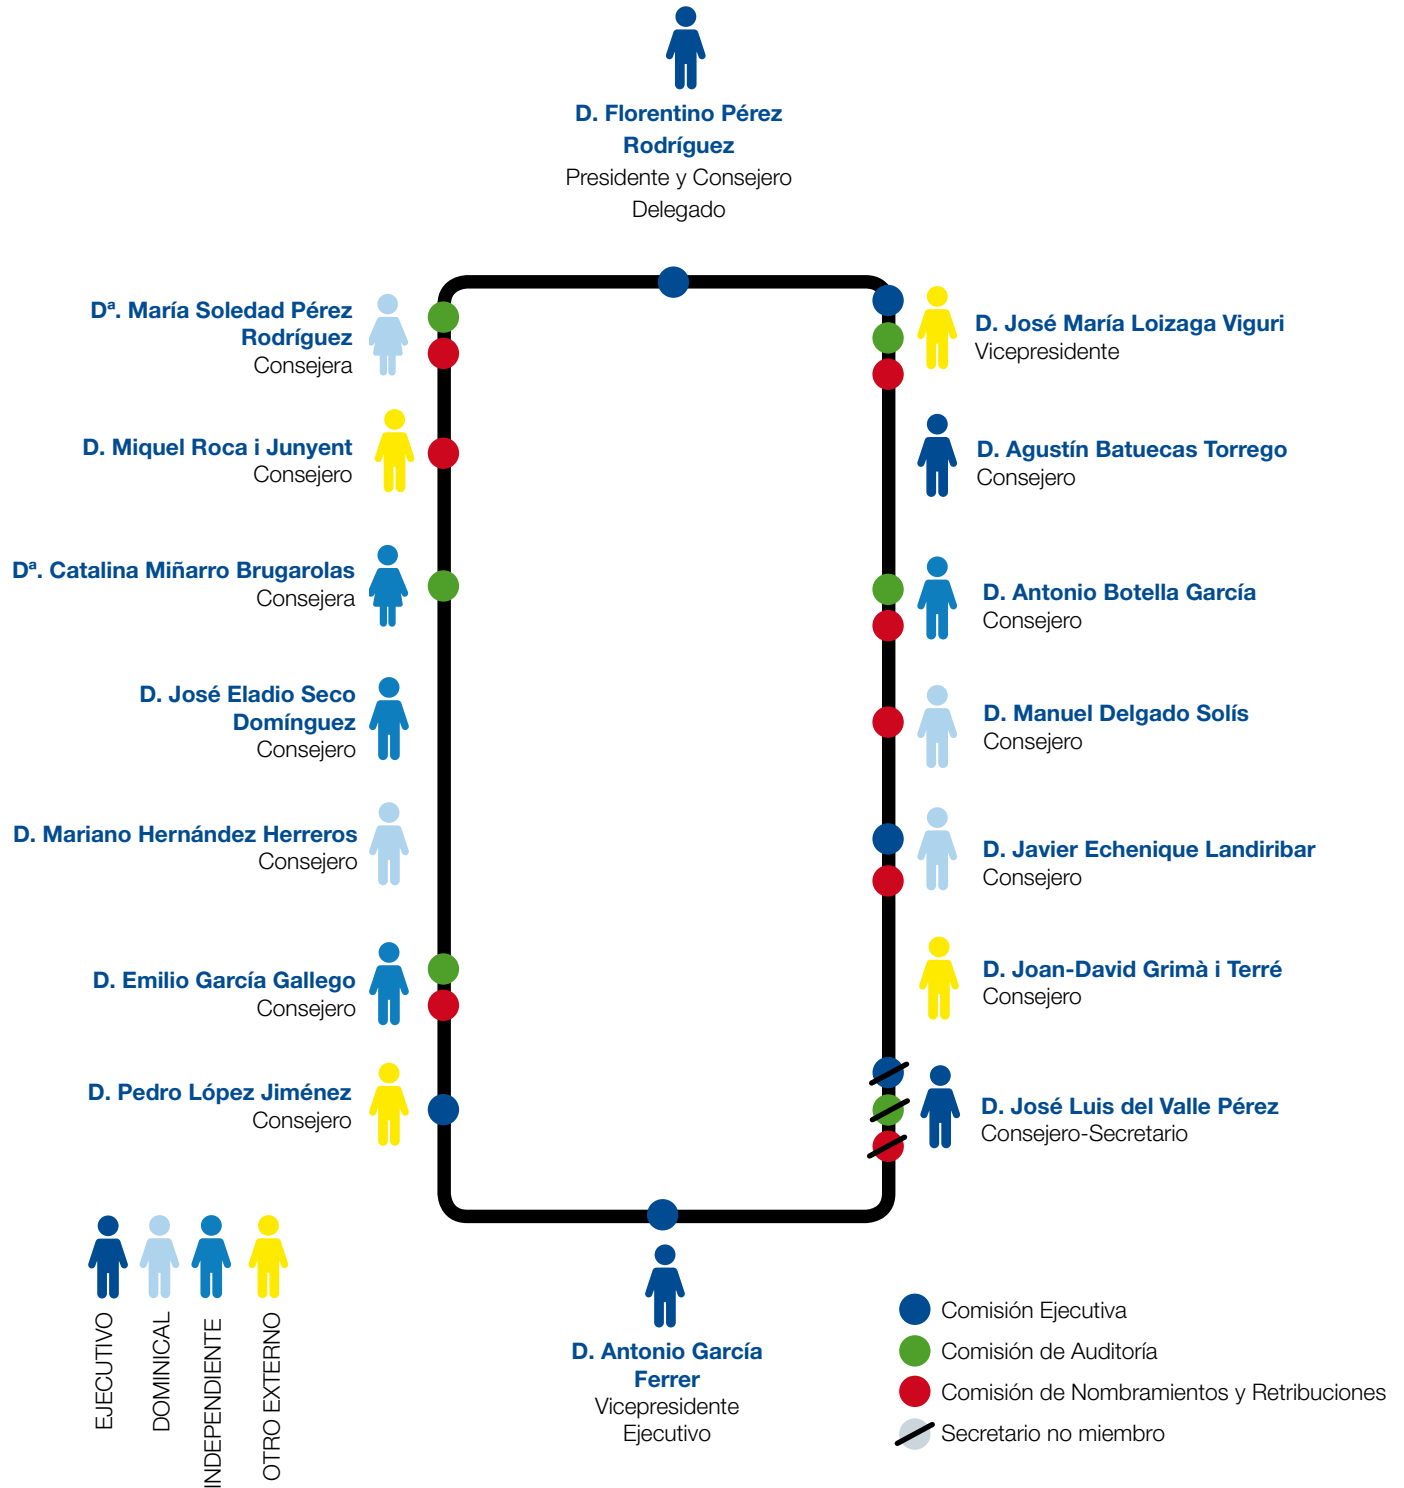 D. Florentino Pérez
Rodríguez
Presidente y Consejero
Delegado
Dª. María Soledad Pérez
Rodríguez
Consejera
D. Miquel Roca i Junyent
Consejero
Dª. Catalina Miñarro Brugarolas
Consejera
D. José Eladio Seco
Domínguez
Consejero
D. Mariano Hernández Herreros
Consejero
D. Emilio García Gallego
Consejero
D. Pedro López Jiménez
Consejero
D. José María Loizaga Viguri
Vicepresidente
D. Agustín Batuecas Torrego
Consejero
D. Antonio Botella García
Consejero
D. Manuel Delgado Solís
Consejero
D. Javier Echenique Landiribar
Consejero
D. Joan-David Grimà i Terré
Consejero
D. José Luis del Valle Pérez
Consejero-Secretario
D. Antonio García
Ferrer
Vicepresidente
Ejecutivo
EJECUTIVO
DOMINICAL
INDEPENDIENTE
OTRO EXTERNO
Comisión Ejecutiva
Comisión de Auditoría
Comisión de Nombramientos y Retribuciones
Secretario no miembro